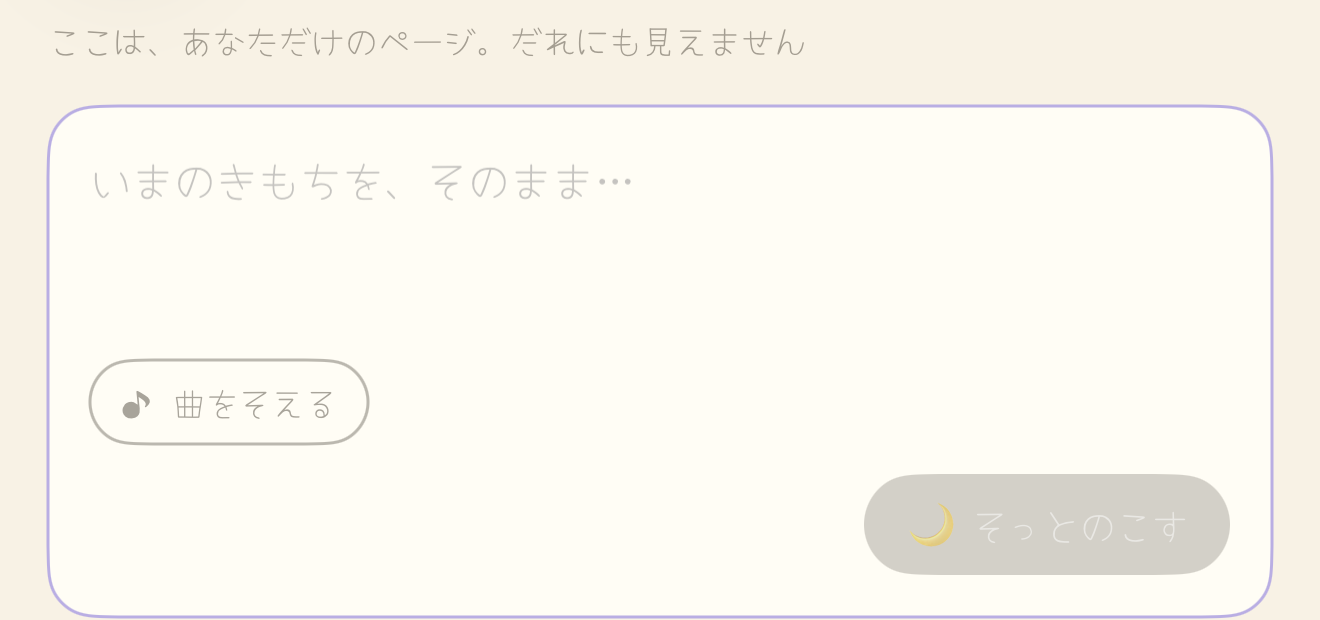 ここは、あなただけのページ。だれにも見えません
いまのきもちを、そのまま…
♪ 曲をそえる
🌙 そっとのこす